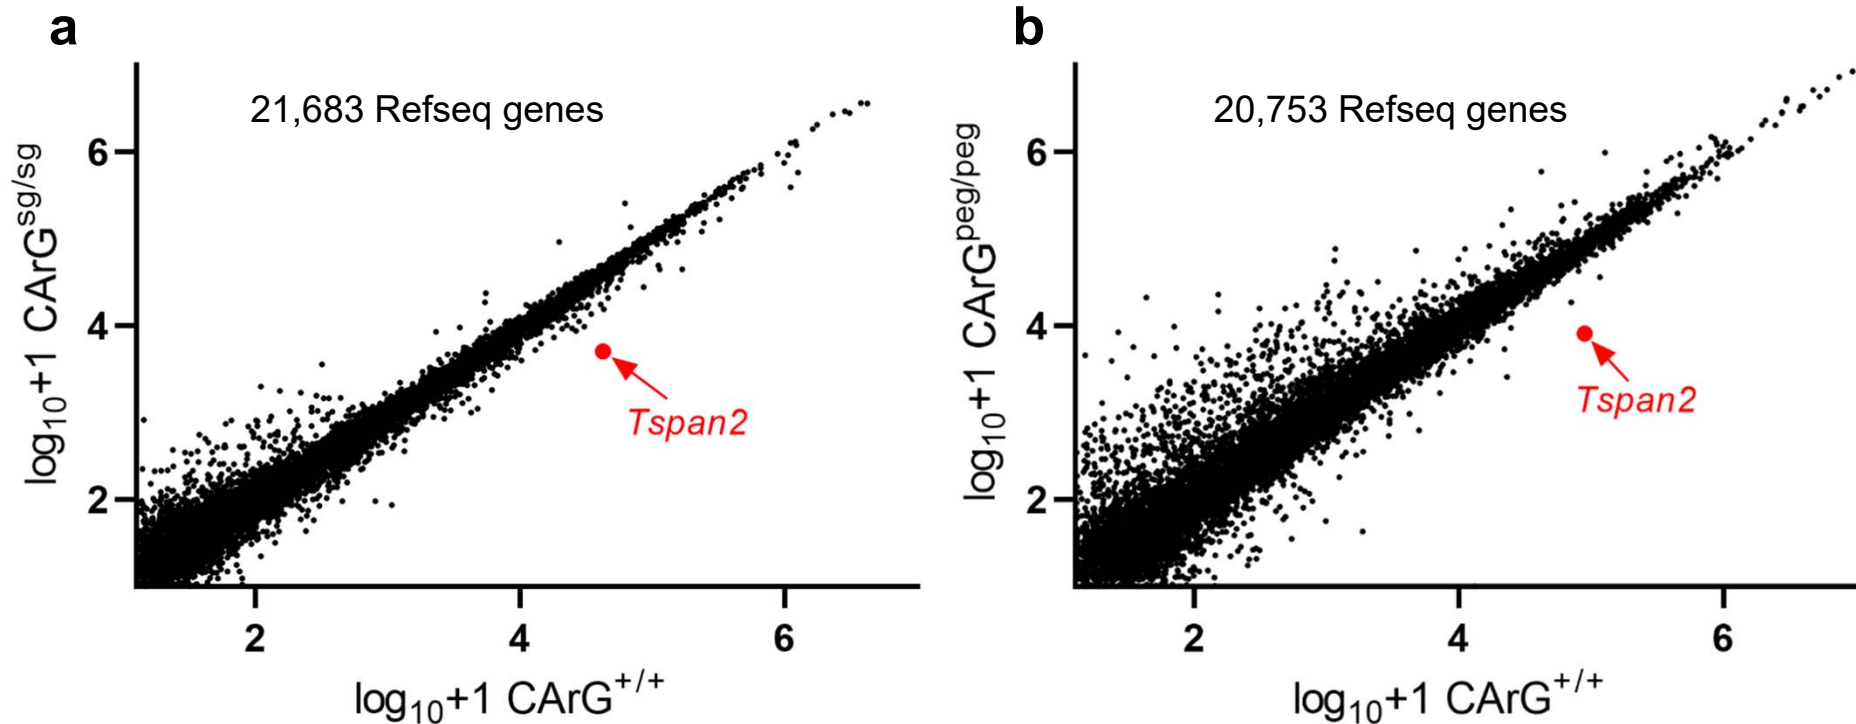 a
21,683 Refseq genes
log10+1 CArGsg/sg
6
4
2
Tspan2
2 4 6
log10+1 CArG+/+
b
20,753 Refseq genes
log10+1 CArGpeg/peg
6
4
2
Tspan2
2 4 6
log10+1 CArG+/+